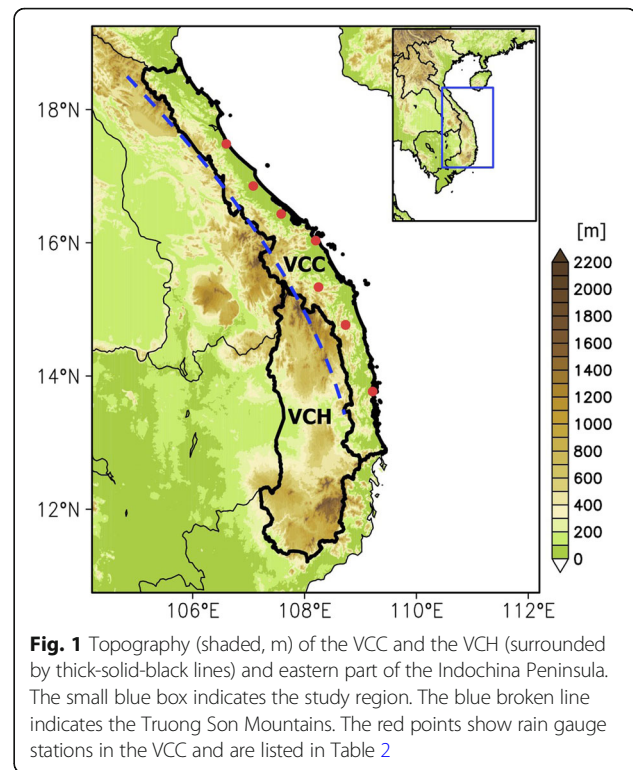 18°N
16°N
14°N
12°N
106°E
108°E
110°E
112°E
VCC
VCH
[m]
2200
2000
1800
1600
1400
1200
1000
800
600
400
200
0
Fig. 1 Topography (shaded, m) of the VCC and the VCH (surrounded
by thick-solid-black lines) and eastern part of the Indochina Peninsula.
The small blue box indicates the study region. The blue broken line
indicates the Truong Son Mountains. The red points show rain gauge
stations in the VCC and are listed in Table 2